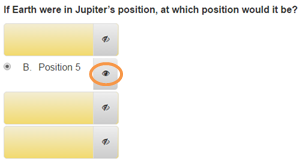 If Earth were in Jupiter's position, at which position would it be?
B. Position 5